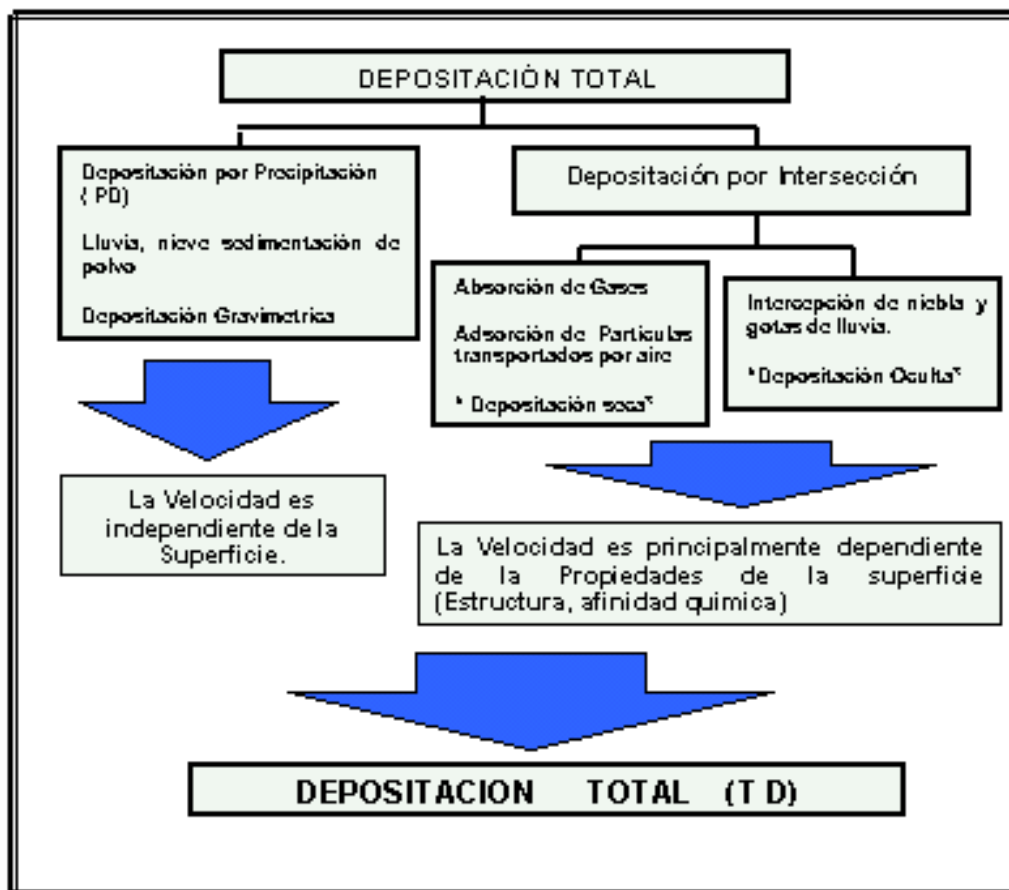 DEPOSITACIÓN TOTAL
Depositación por Precipitación
( PD)
Lluvia, nieve sedimentación de
polvo
Depositación Gravimetrica
Depositación por Intersección
Absorción de Gases
Adsorción de Partículas
transportados por aire
" Depositación seca"
Intercepción de niebla y
gotas de lluvia.
"Depositación Oculta"
La Velocidad es
independiente de la
Superficie.
La Velocidad es principalmente dependiente
de la Propiedades de la superficie
(Estructura, afinidad quimica)
DEPOSITACION TOTAL (T D)